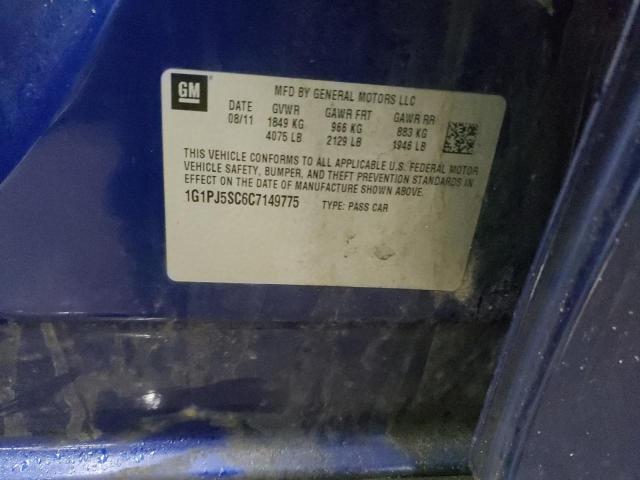 GM
MFD BY GENERAL MOTORS LLC
DATE GVWR GAWR FRT GAWR RR
08/11 1849 KG 966 KG 883 KG
4075 LB 2129 LB 1946 LB
THIS VEHICLE CONFORMS TO ALL APPLICABLE U.S. FEDERAL MOTOR
VEHICLE SAFETY, BUMPER, AND THEFT PREVENTION STANDARDS IN
EFFECT ON THE DATE OF MANUFACTURE SHOWN ABOVE.
1G1PJ5SC6C7149775 TYPE: PASS CAR